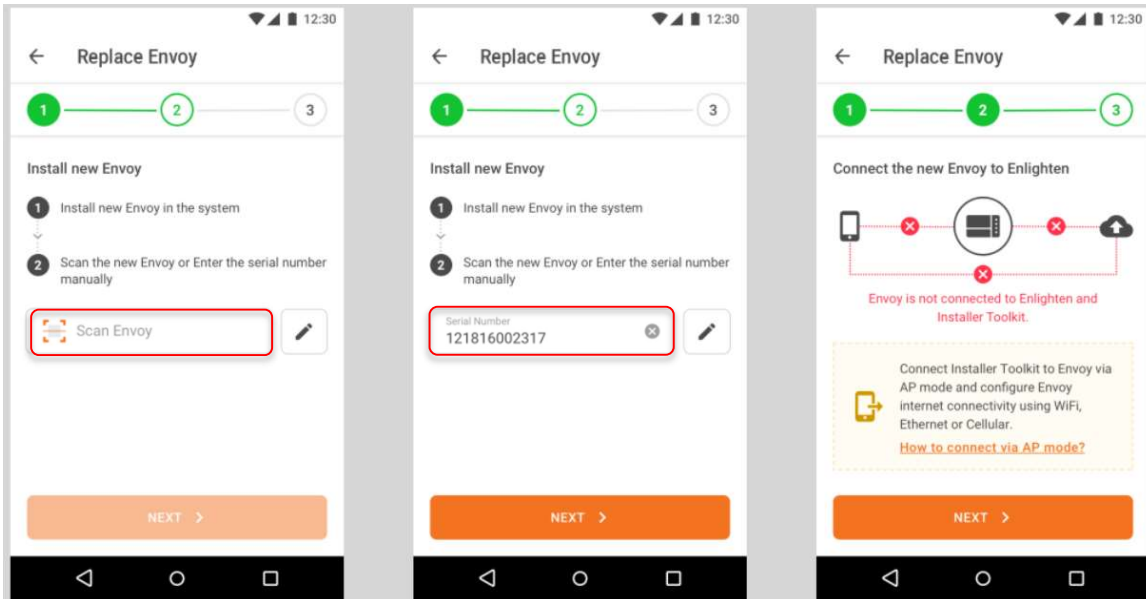 12:30
Replace Envoy
1
2
3
Install new Envoy
1 Install new Envoy in the system
2 Scan the new Envoy or Enter the serial number
manually
Scan Envoy
NEXT
12:30
Replace Envoy
1
2
3
Install new Envoy
1 Install new Envoy in the system
2 Scan the new Envoy or Enter the serial number
manually
Serial Number
121816002317
NEXT
12:30
Replace Envoy
1
2
3
Connect the new Envoy to Enlighten
Envoy is not connected to Enlighten and
Installer Toolkit.
Connect Installer Toolkit to Envoy via
AP mode and configure Envoy
internet connectivity using WiFi,
Ethernet or Cellular.
How to connect via AP mode?
NEXT